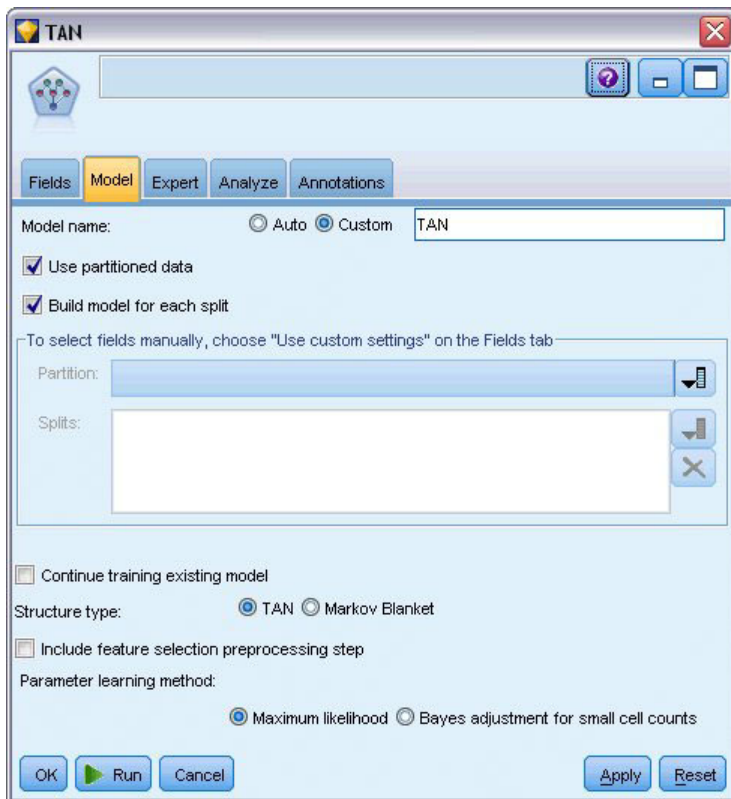 TAN
Fields Model Expert Analyze Annotations
Model name: Auto Custom TAN
Use partitioned data
Build model for each split
To select fields manually, choose "Use custom settings" on the Fields tab
Partition:
Splits:
Continue training existing model
Structure type: TAN Markov Blanket
Include feature selection preprocessing step
Parameter learning method:
Maximum likelihood Bayes adjustment for small cell counts
OK Run Cancel Apply Reset